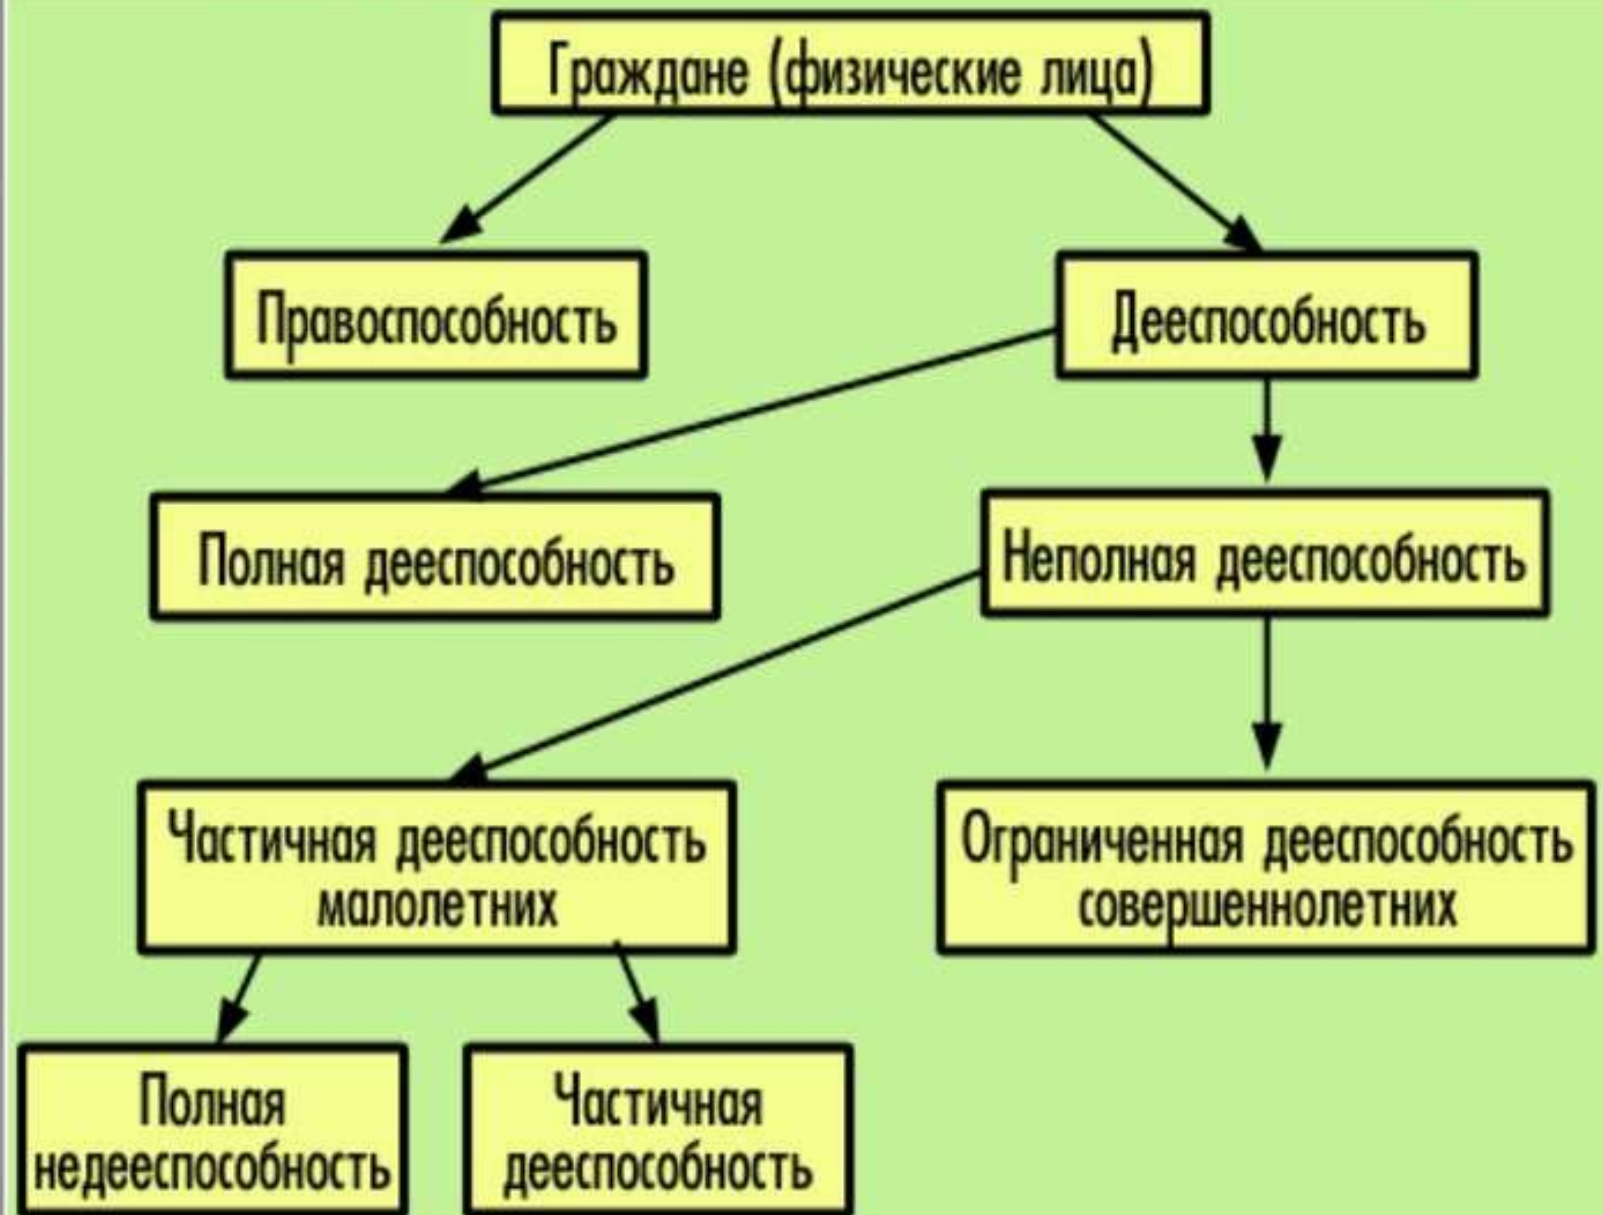 Граждане (физические лица)
Правоспособность
Дееспособность
Полная дееспособность
Неполная дееспособность
Частичная дееспособность
малолетних
Ограниченная дееспособность
совершеннолетних
Полная
недееспособность
Частичная
дееспособность